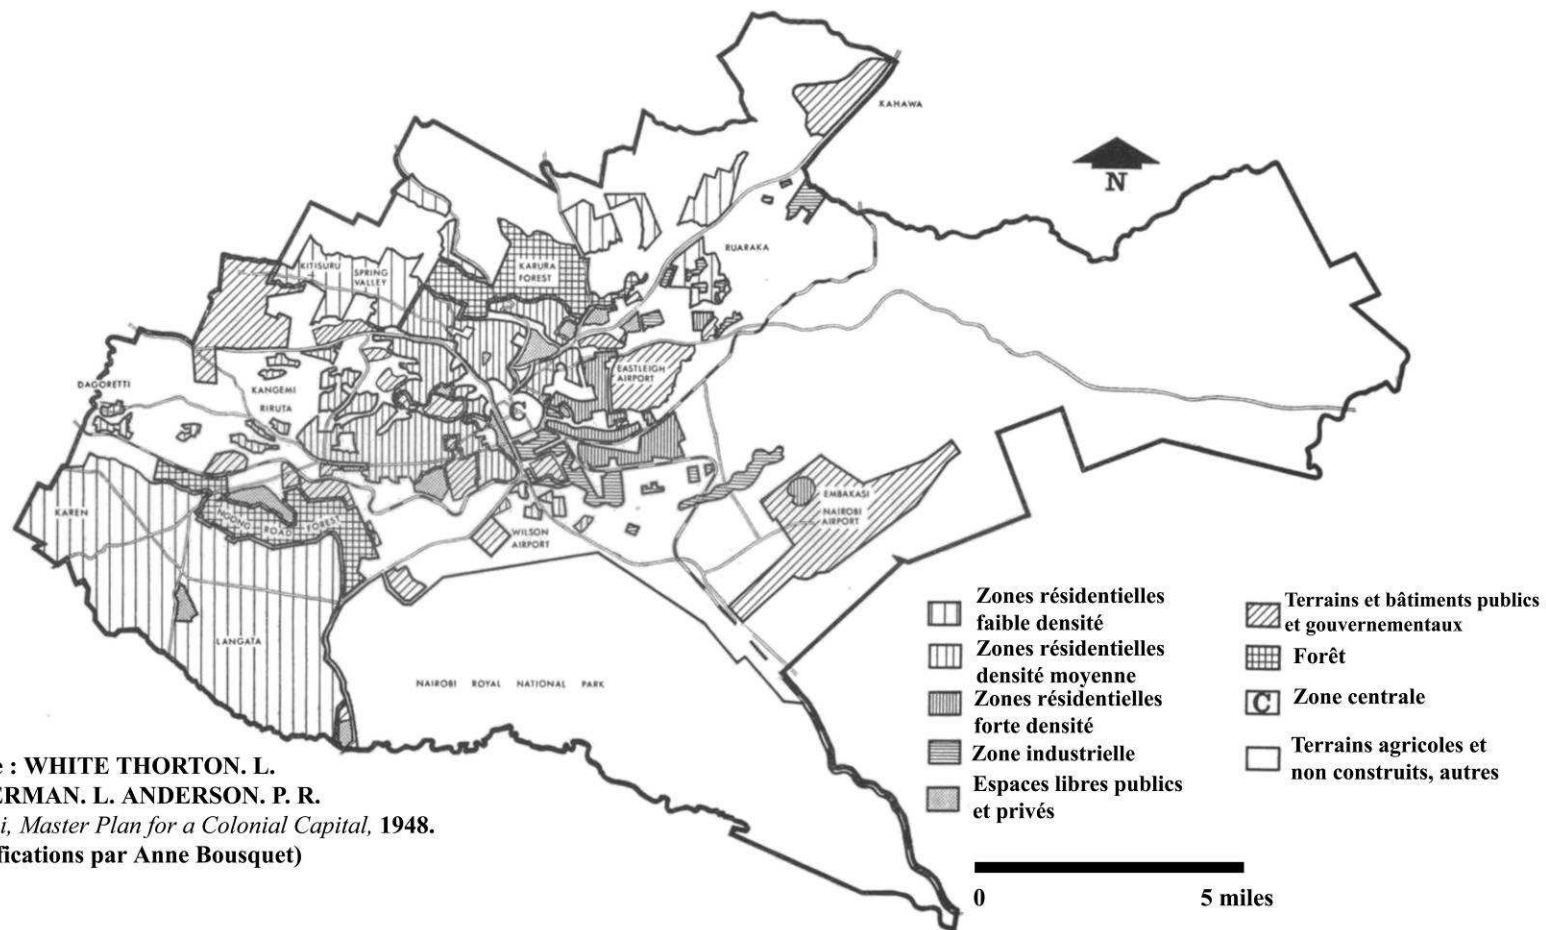 KAHAWA
N
RUARAKA
KITISURU
SPRING
VALLEY
KARURA
FOREST
EASTLEIGH
AIRPORT
DAGORETTI
KANGEMI
RIRUTA
C
EMBAKASI
NAIROBI
AIRPORT
KAREN
NGONG ROAD FOREST
WILSON
AIRPORT
LANGATA
NAIROBI ROYAL NATIONAL PARK
Zones résidentielles
faible densité
Zones résidentielles
densité moyenne
Zones résidentielles
forte densité
Zone industrielle
Espaces libres publics
et privés
Terrains et bâtiments publics
et gouvernementaux
Forêt
C Zone centrale
Terrains agricoles et
non construits, autres
: WHITE THORTON. L.
L. ANDERSON. P. R.
Master Plan for a Colonial Capital, 1948.
par Anne Bousquet)
0 5 miles